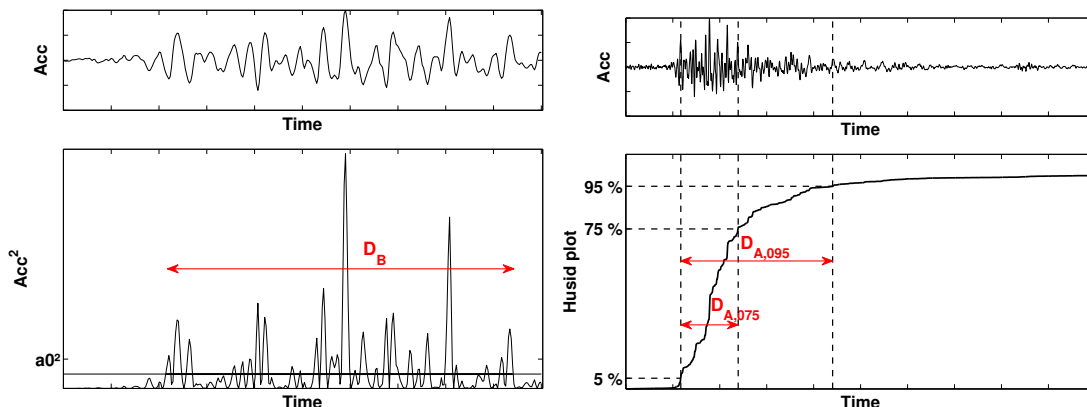 Acc
Time
Acc²
D_B
a0²
Time
Acc
Time
Husid plot
95 %
75 %
5 %
D_A,095
D_A,075
Time